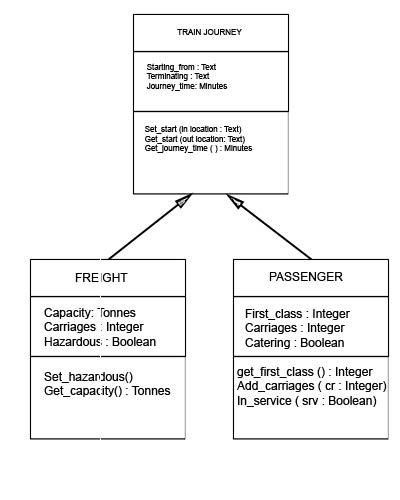 TRAIN JOURNEY
Starting_from : Text
Terminating : Text
Journey_time: Minutes
Set_start (in location : Text)
Get_start (out location: Text)
Get_journey_time ( ) : Minutes
FREIGHT
Capacity: Tonnes
Carriages : Integer
Hazardous : Boolean
Set_hazardous()
Get_capacity() : Tonnes
PASSENGER
First_class : Integer
Carriages : Integer
Catering : Boolean
get_first_class () : Integer
Add_carriages ( cr : Integer)
In_service ( srv : Boolean)